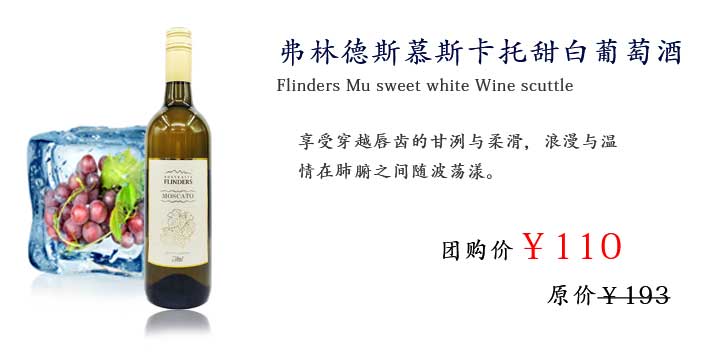 弗林德斯慕斯卡托甜白葡萄酒
Flinders Mu sweet white Wine scuttle
享受穿越唇齿的甘洌与柔滑，浪漫与温
情在肺腑之间随波荡漾。
团购价￥110
原价￥193
AUSTRALIA
FLINDERS
MOSCATO